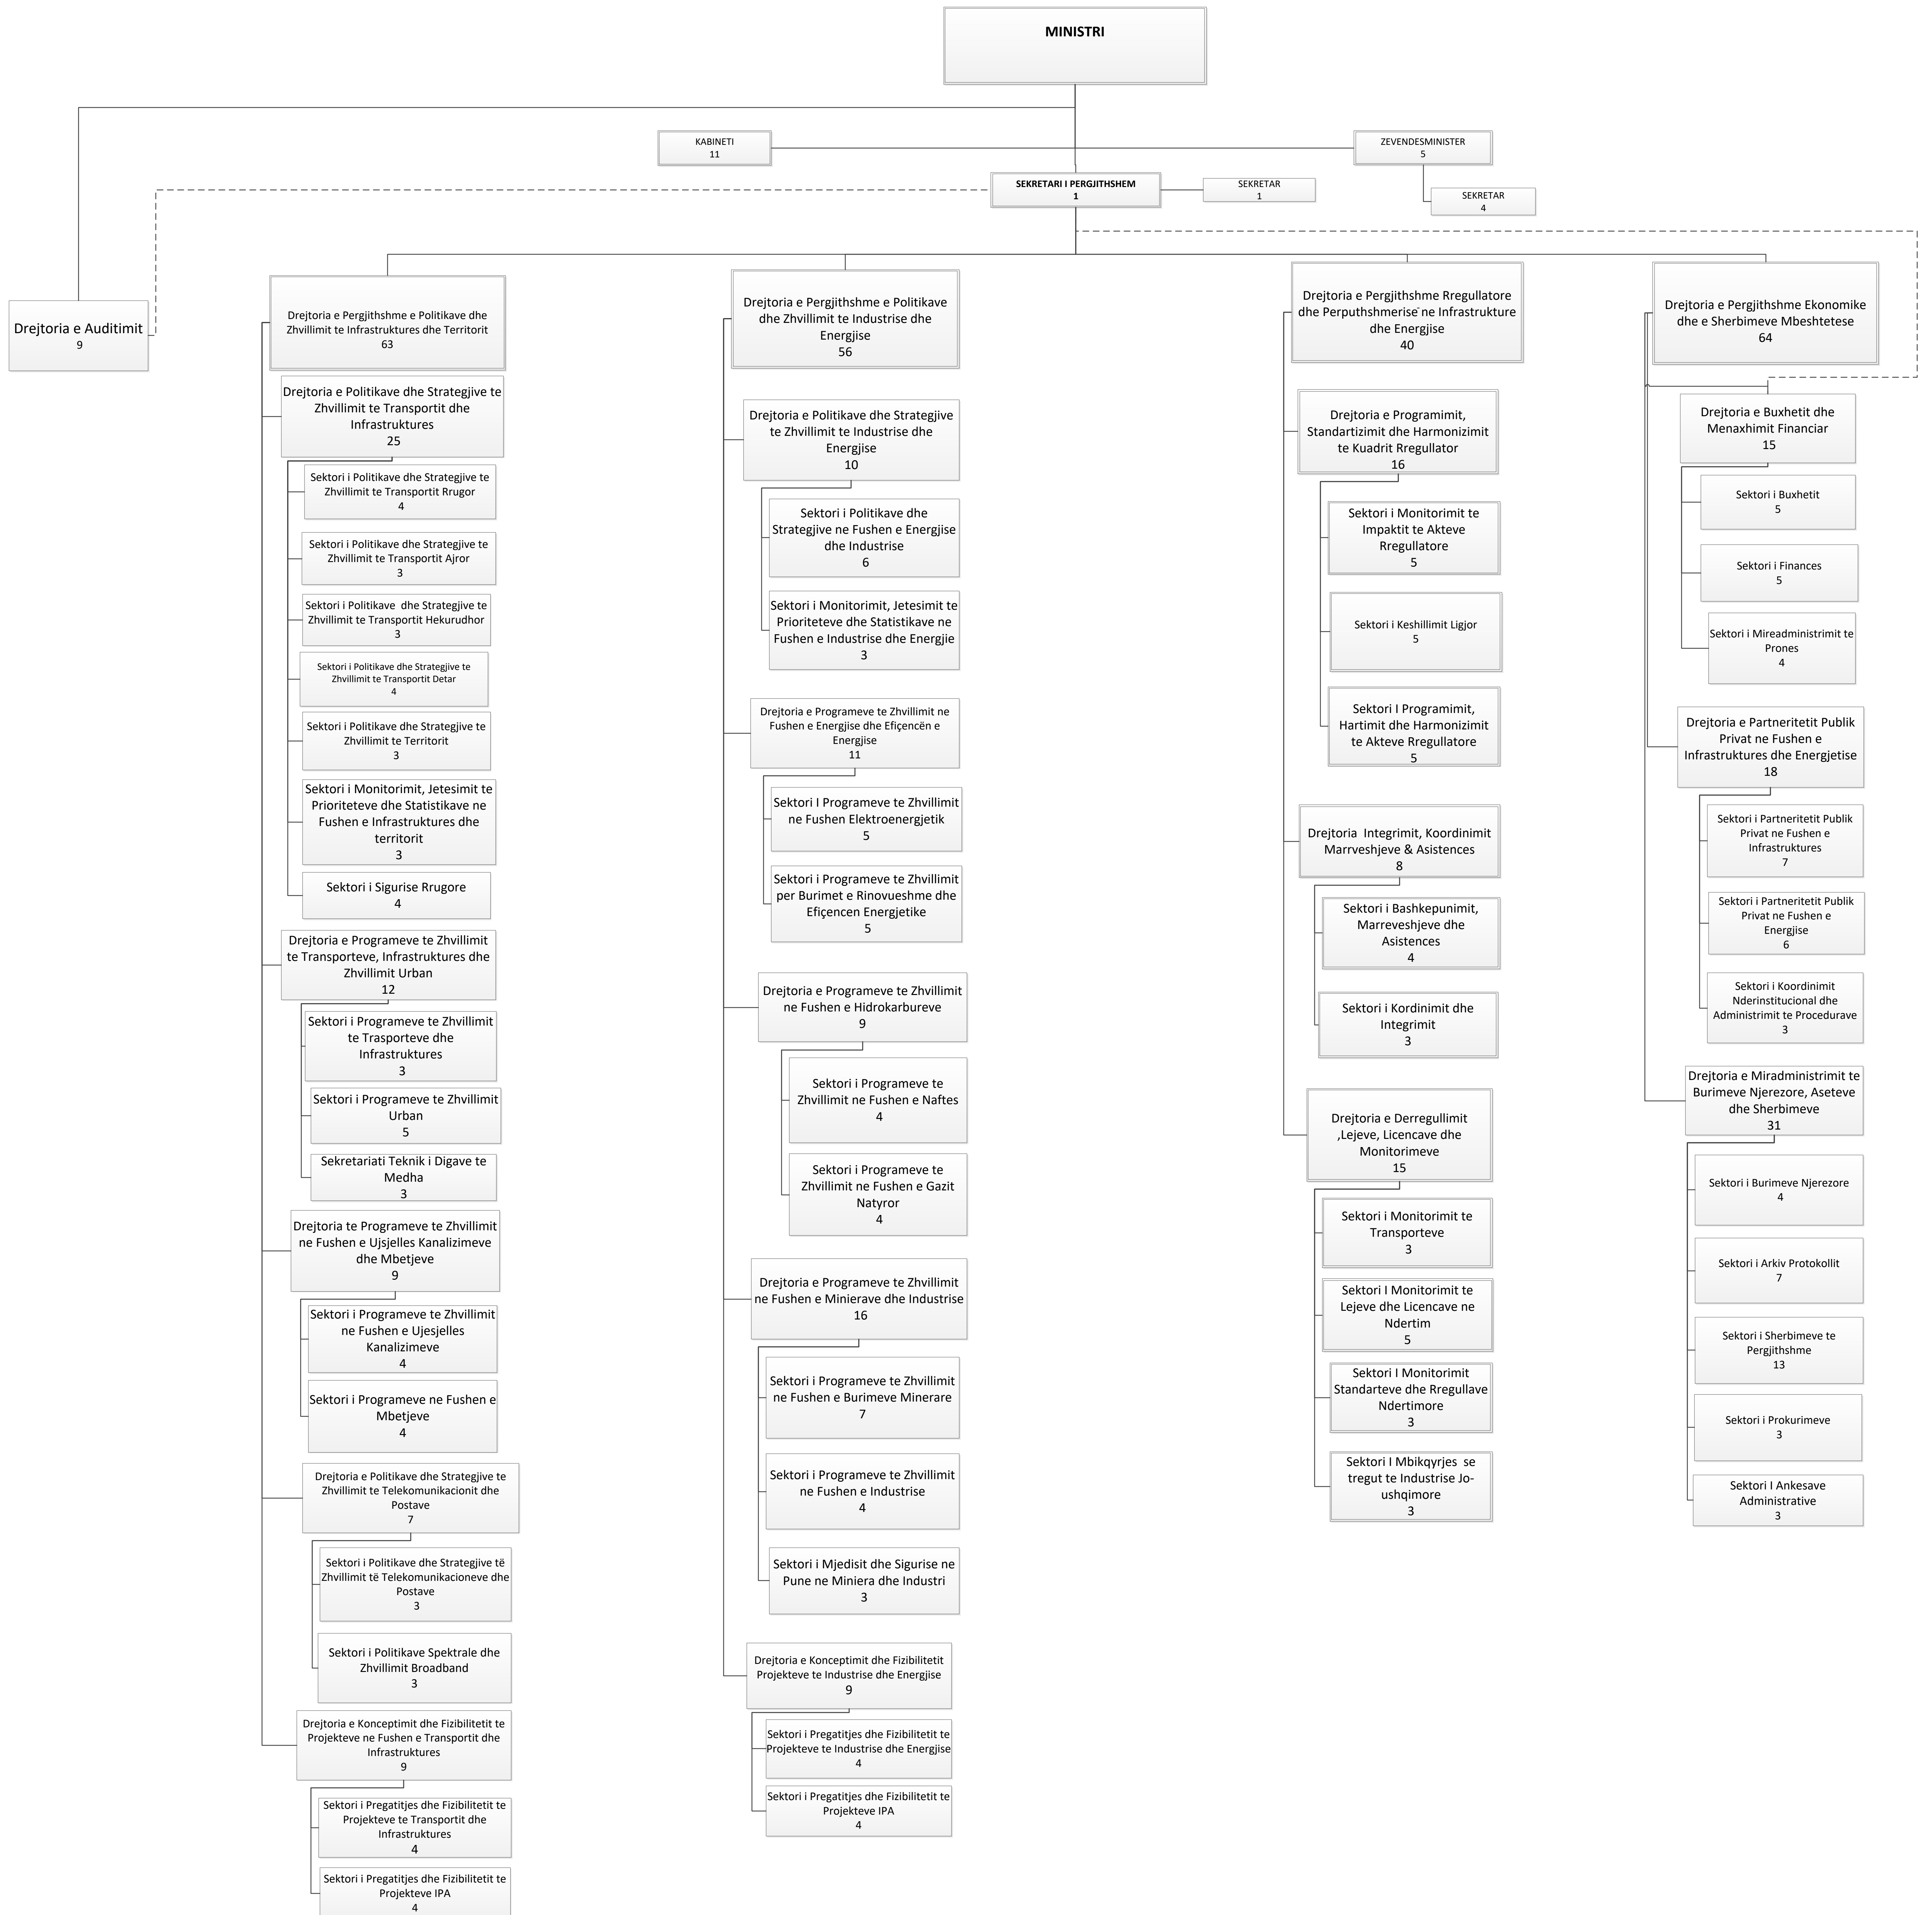 MINISTRI
KABINETI
11
ZEVENDESMINISTER
5
SEKRETARI I PERGJITHSHEM
1
SEKRETAR
1
SEKRETAR
4
Drejtoria e Auditimit
9
Drejtoria e Pergjithshme e Politikave dhe
Zhvillimit te Infrastruktures dhe Territorit
63
Drejtoria e Politikave dhe Strategjive te
Zhvillimit te Transportit dhe
Infrastruktures
25
Sektori i Politikave dhe Strategjive te
Zhvillimit te Transportit Rrugor
4
Sektori i Politikave dhe Strategjive te
Zhvillimit te Transportit Ajror
3
Sektori i Politikave  dhe Strategjive te
Zhvillimit te Transportit Hekurudhor
3
Sektori i Politikave dhe Strategjive te
Zhvillimit te Transportit Detar
4
Sektori i Politikave dhe Strategjive te
Zhvillimit te Territorit
3
Sektori i Monitorimit, Jetesimit te
Prioriteteve dhe Statistikave ne
Fushen e Infrastruktures dhe
territorit
3
Sektori i Sigurise Rrugore
4
Drejtoria e Programeve te Zhvillimit
te Transporteve, Infrastruktures dhe
Zhvillimit Urban
12
Sektori i Programeve te Zhvillimit
te Trasporteve dhe
Infrastruktures
3
Sektori i Programeve te Zhvillimit
Urban
5
Sekretariati Teknik i Digave te
Medha
3
Drejtoria te Programeve te Zhvillimit
ne Fushen e Ujsjelles Kanalizimeve
dhe Mbetjeve
9
Sektori i Programeve te Zhvillimit
ne Fushen e Ujesjelles
Kanalizimeve
4
Sektori i Programeve ne Fushen e
Mbetjeve
4
Drejtoria e Politikave dhe Strategjive te
Zhvillimit te Telekomunikacionit dhe
Postave
7
Sektori i Politikave dhe Strategjive të
Zhvillimit të Telekomunikacioneve dhe
Postave
3
Sektori i Politikave Spektrale dhe
Zhvillimit Broadband
3
Drejtoria e Konceptimit dhe Fizibilitetit te
Projekteve ne Fushen e Transportit dhe
Infrastruktures
9
Sektori i Pregatitjes dhe Fizibilitetit te
Projekteve te Transportit dhe
Infrastruktures
4
Sektori i Pregatitjes dhe Fizibilitetit te
Projekteve IPA
4
Drejtoria e Pergjithshme e Politikave
dhe Zhvillimit te Industrise dhe
Energjise
56
Drejtoria e Politikave dhe Strategjive
te Zhvillimit te Industrise dhe
Energjise
10
Sektori i Politikave dhe
Strategjive ne Fushen e Energjise
dhe Industrise
6
Sektori i Monitorimit, Jetesimit te
Prioriteteve dhe Statistikave ne
Fushen e Industrise dhe Energjie
3
Drejtoria e Programeve te Zhvillimit ne
Fushen e Energjise dhe Efiçencën e
Energjise
11
Sektori I Programeve te Zhvillimit
ne Fushen Elektroenergjetik
5
Sektori i Programeve te Zhvillimit
per Burimet e Rinovueshme dhe
Efiçencen Energjetike
5
Drejtoria e Programeve te Zhvillimit
ne Fushen e Hidrokarbureve
9
Sektori i Programeve te
Zhvillimit ne Fushen e Naftes
4
Sektori i Programeve te
Zhvillimit ne Fushen e Gazit
Natyror
4
Drejtoria e Programeve te Zhvillimit
ne Fushen e Minierave dhe Industrise
16
Sektori i Programeve te Zhvillimit
ne Fushen e Burimeve Minerare
7
Sektori i Programeve te Zhvillimit
ne Fushen e Industrise
4
Sektori i Mjedisit dhe Sigurise ne
Pune ne Miniera dhe Industri
3
Drejtoria e Konceptimit dhe Fizibilitetit
Projekteve te Industrise dhe Energjise
9
Sektori i Pregatitjes dhe Fizibilitetit te
Projekteve te Industrise dhe Energjise
4
Sektori i Pregatitjes dhe Fizibilitetit te
Projekteve IPA
4
Drejtoria e Pergjithshme Rregullatore
dhe Perputhshmerise ne Infrastrukture
dhe Energjise
40
Drejtoria e Programimit,
Standartizimit dhe Harmonizimit
te Kuadrit Rregullator
16
Sektori i Monitorimit te
Impaktit te Akteve
Rregullatore
5
Sektori i Keshillimit Ligjor
5
Sektori I Programimit,
Hartimit dhe Harmonizimit
te Akteve Rregullatore
5
Drejtoria  Integrimit, Koordinimit
Marrveshjeve & Asistences
8
Sektori i Bashkepunimit,
Marreveshjeve dhe
Asistences
4
Sektori i Kordinimit dhe
Integrimit
3
Drejtoria e Derregullimit
,Lejeve, Licencave dhe
Monitorimeve
15
Sektori i Monitorimit te
Transporteve
3
Sektori I Monitorimit te
Lejeve dhe Licencave ne
Ndertim
5
Sektori I Monitorimit
Standarteve dhe Rregullave
Ndertimore
3
Sektori I Mbikqyrjes  se
tregut te Industrise Jo-
ushqimore
3
Drejtoria e Pergjithshme Ekonomike
dhe e Sherbimeve Mbeshtetese
64
Drejtoria e Buxhetit dhe
Menaxhimit Financiar
15
Sektori i Buxhetit
5
Sektori i Finances
5
Sektori i Mireadministrimit te
Prones
4
Drejtoria e Partneritetit Publik
Privat ne Fushen e
Infrastruktures dhe Energjetise
18
Sektori i Partneritetit Publik
Privat ne Fushen e
Infrastruktures
7
Sektori i Partneritetit Publik
Privat ne Fushen e
Energjise
6
Sektori i Koordinimit
Nderinstitucional dhe
Administrimit te Procedurave
3
Drejtoria e Miradministrimit te
Burimeve Njerezore, Aseteve
dhe Sherbimeve
31
Sektori i Burimeve Njerezore
4
Sektori i Arkiv Protokollit
7
Sektori i Sherbimeve te
Pergjithshme
13
Sektori i Prokurimeve
3
Sektori I Ankesave
Administrative
3